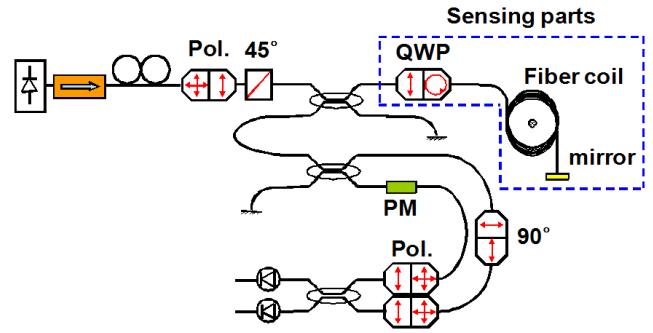 Sensing parts
Pol. 45°
QWP
Fiber coil
mirror
PM
90°
Pol.